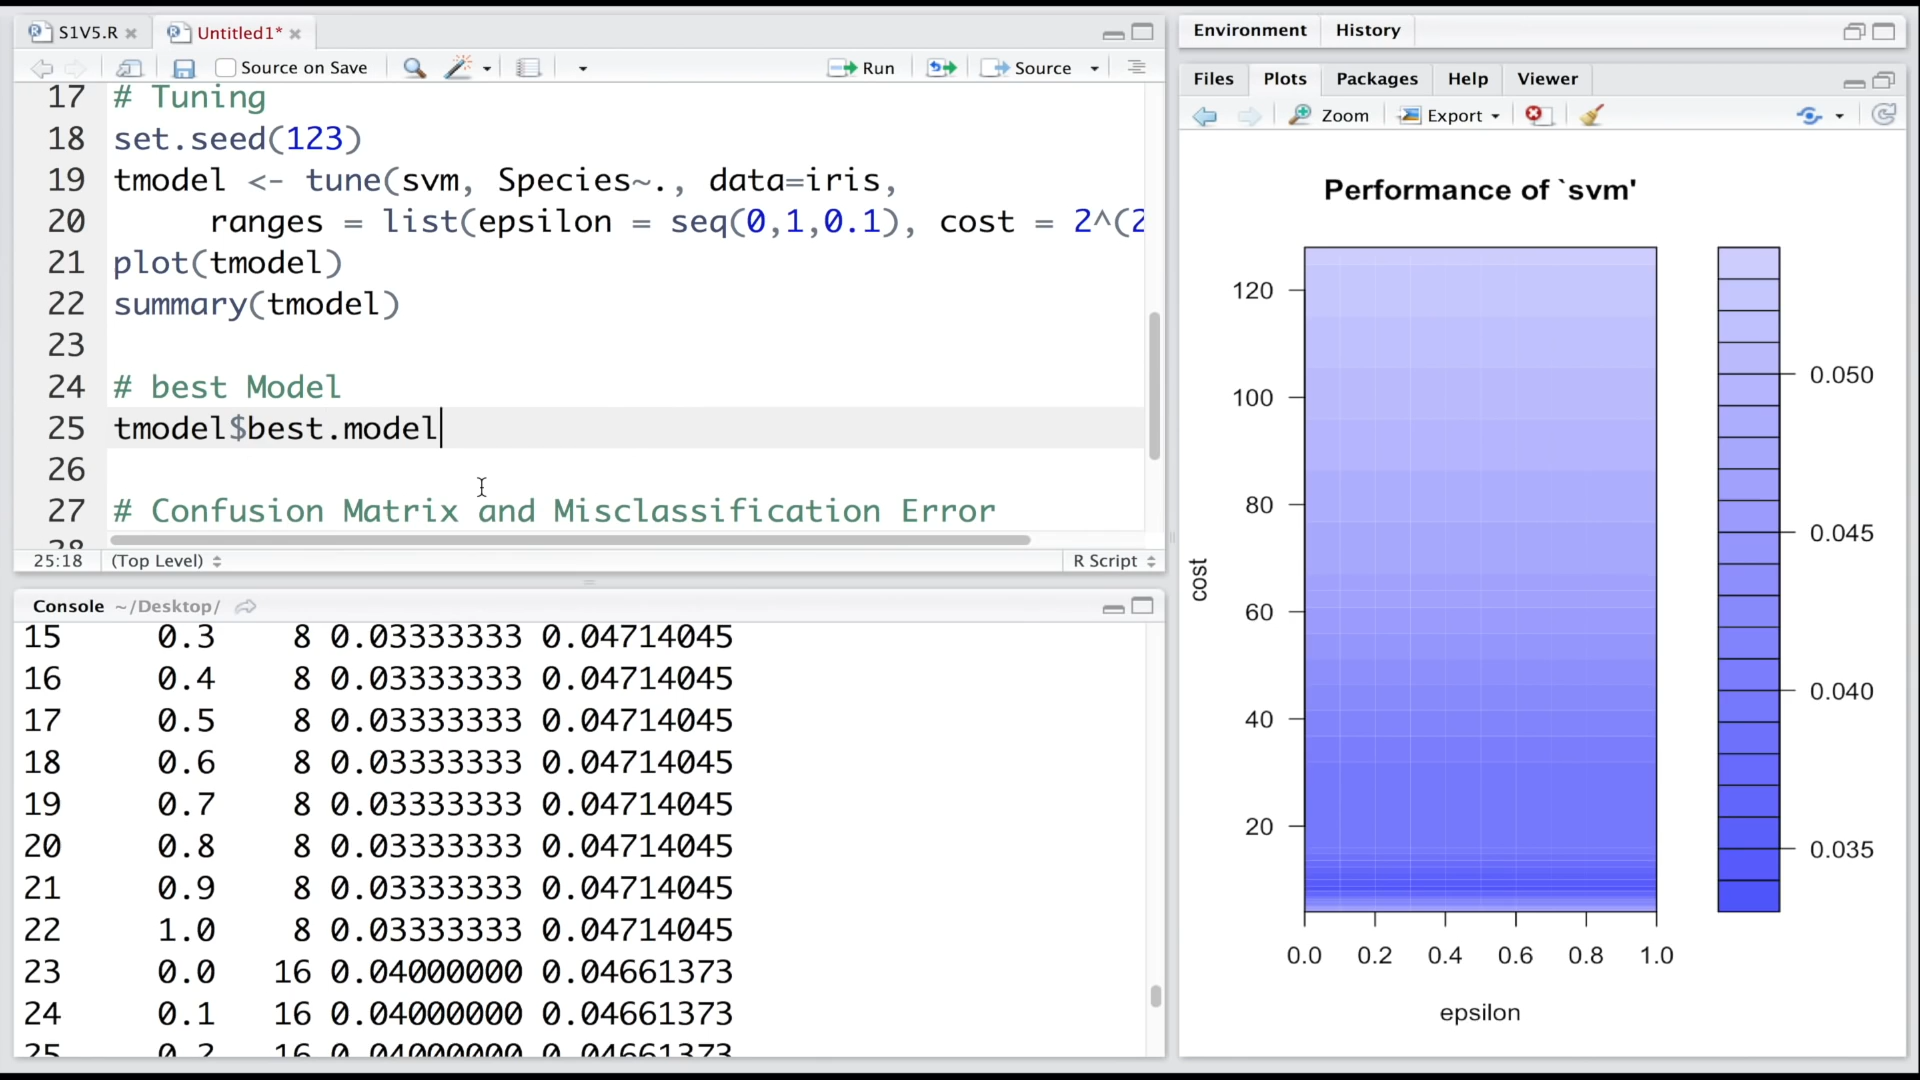 S1V5.R
Untitled1*
Source on Save
Run
Source
17 # Tuning
18 set.seed(123)
19 tmodel <- tune(svm, Species~., data=iris,
20 ranges = list(epsilon = seq(0,1,0.1), cost = 2^(2
21 plot(tmodel)
22 summary(tmodel)
23
24 # best Model
25 tmodel$best.model
26
27 # Confusion Matrix and Misclassification Error
28
25:18 (Top Level) R Script
Console ~/Desktop/
15 0.3 8 0.03333333 0.04714045
16 0.4 8 0.03333333 0.04714045
17 0.5 8 0.03333333 0.04714045
18 0.6 8 0.03333333 0.04714045
19 0.7 8 0.03333333 0.04714045
20 0.8 8 0.03333333 0.04714045
21 0.9 8 0.03333333 0.04714045
22 1.0 8 0.03333333 0.04714045
23 0.0 16 0.04000000 0.04661373
24 0.1 16 0.04000000 0.04661373
25 0.2 16 0.04000000 0.04661373
Environment History
Files Plots Packages Help Viewer
Zoom Export
Performance of `svm'
120
100
80
60
40
20
cost
0.0 0.2 0.4 0.6 0.8 1.0
epsilon
0.050
0.045
0.040
0.035